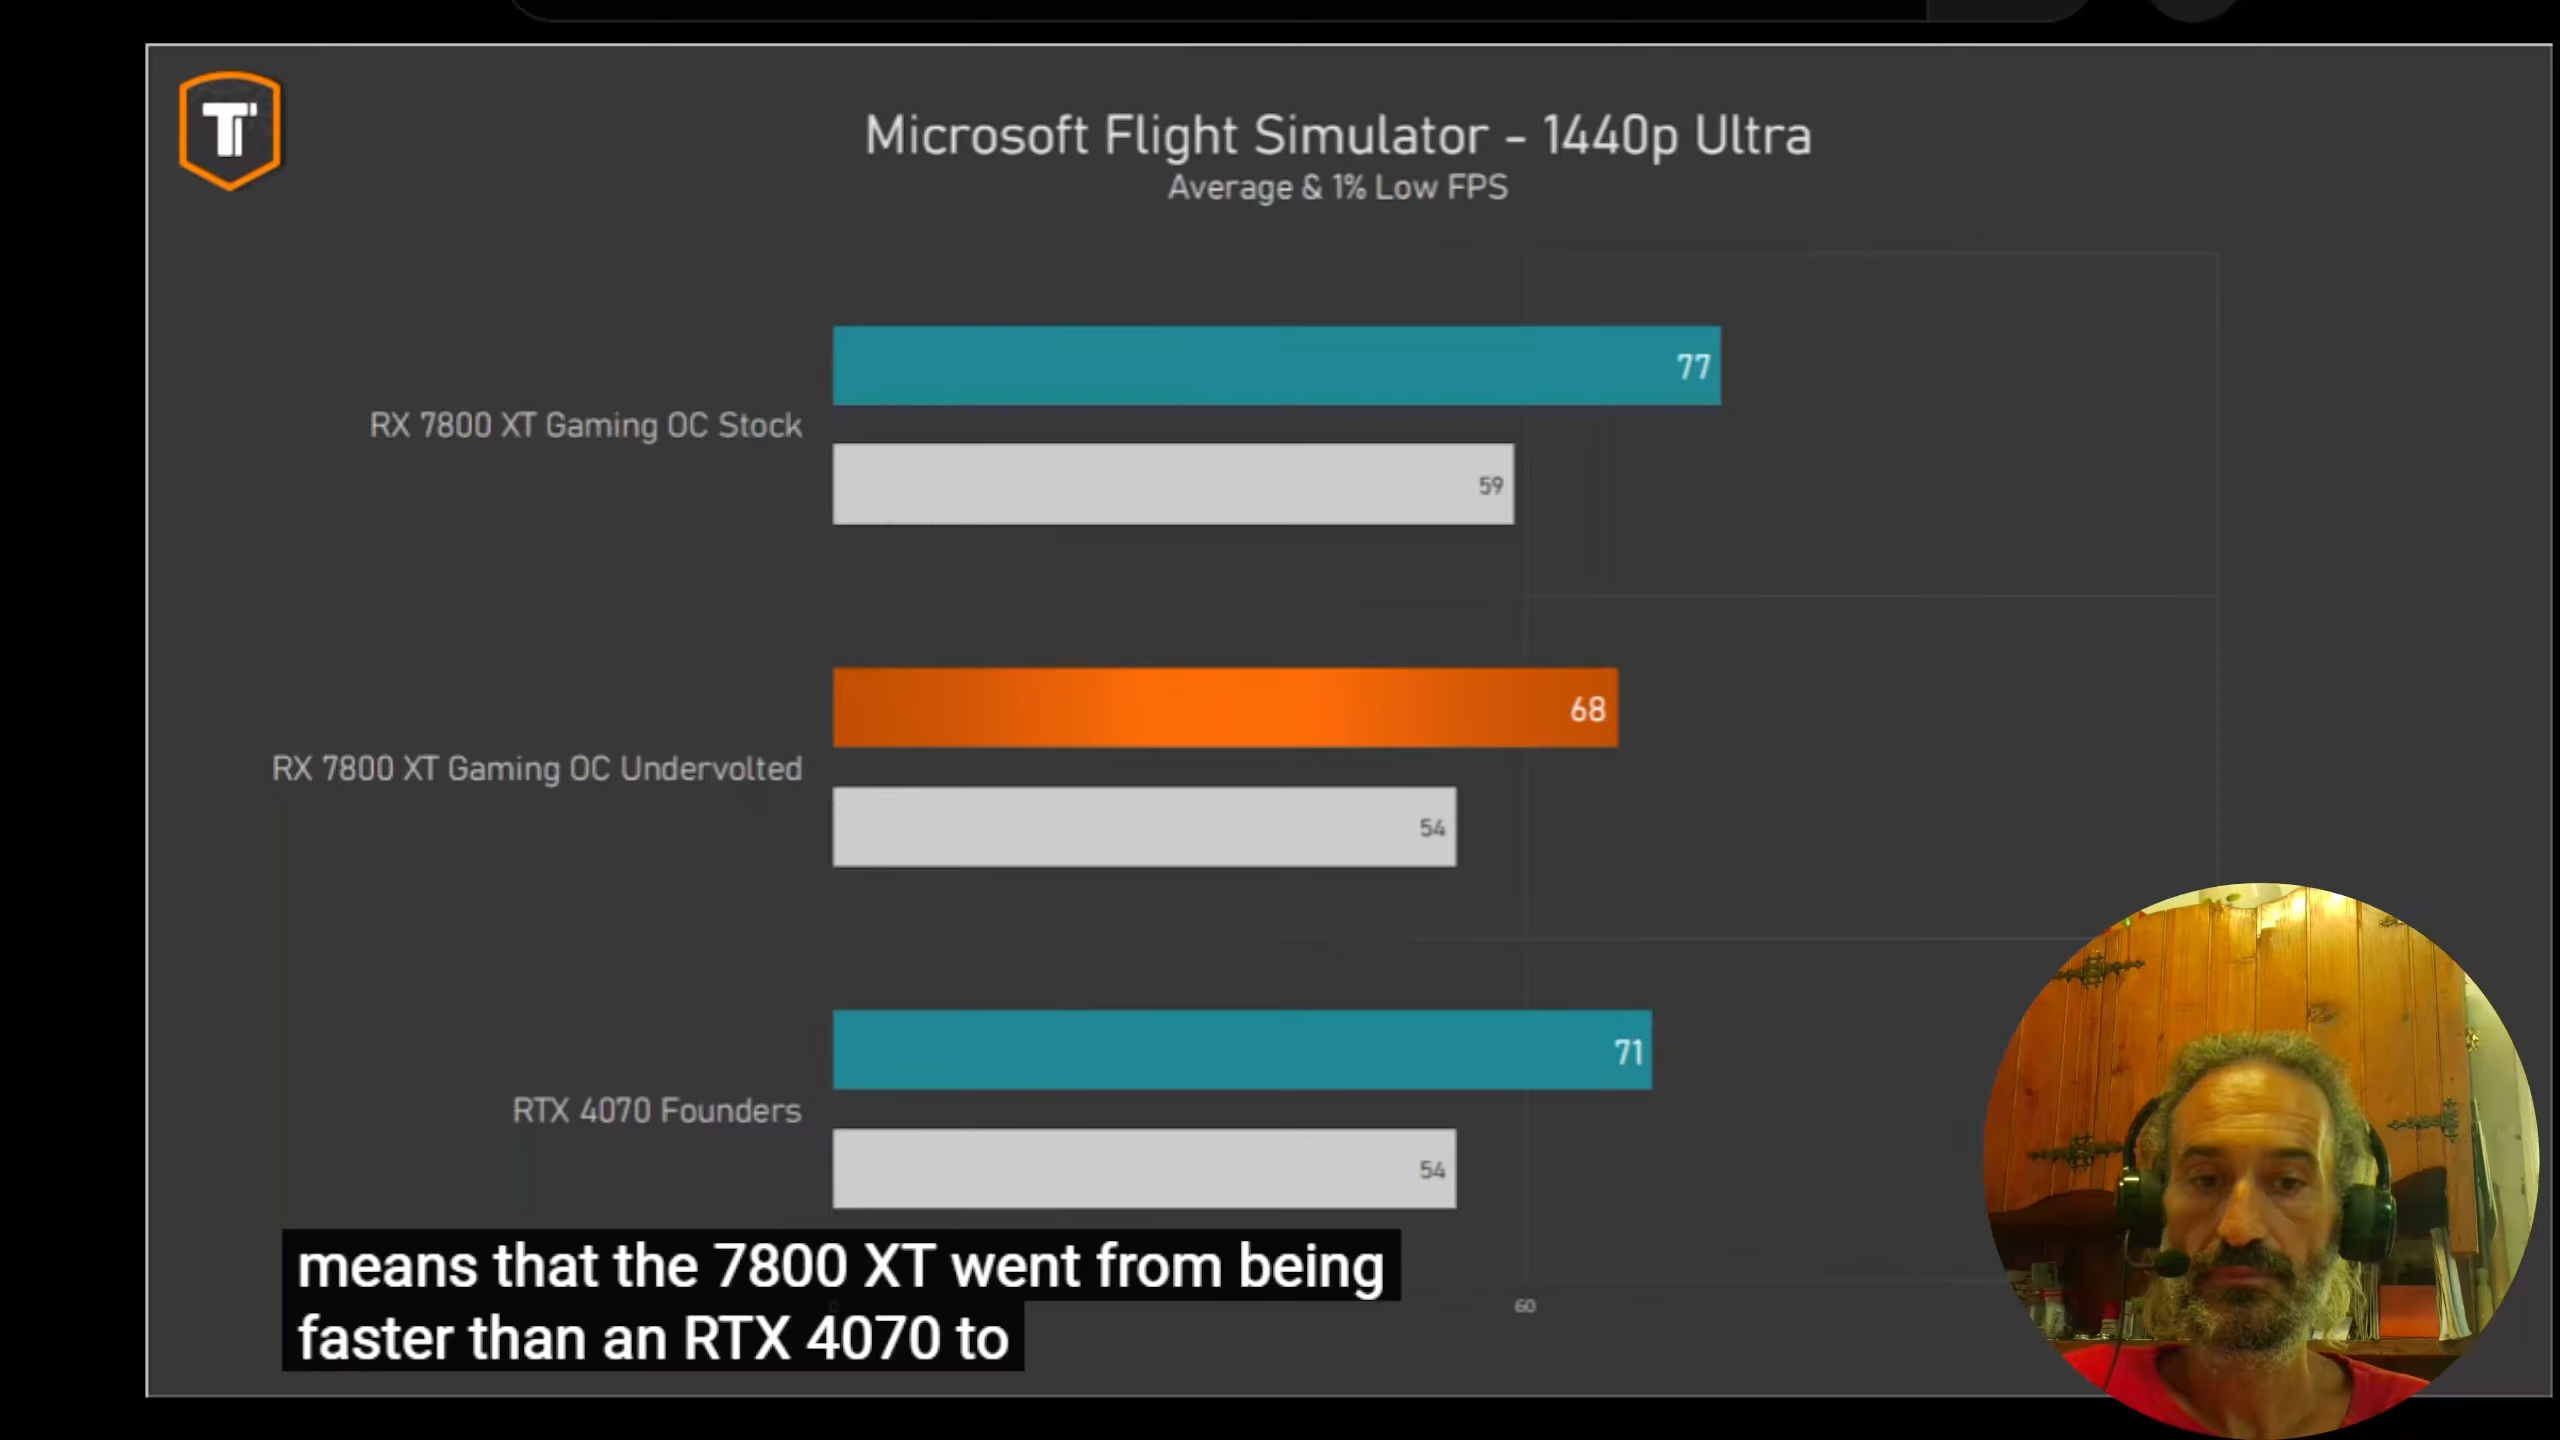 T
Microsoft Flight Simulator - 1440p Ultra
Average & 1% Low FPS
77
RX 7800 XT Gaming OC Stock
59
68
RX 7800 XT Gaming OC Undervolted
54
71
RTX 4070 Founders
54
means that the 7800 XT went from being
faster than an RTX 4070 to
60